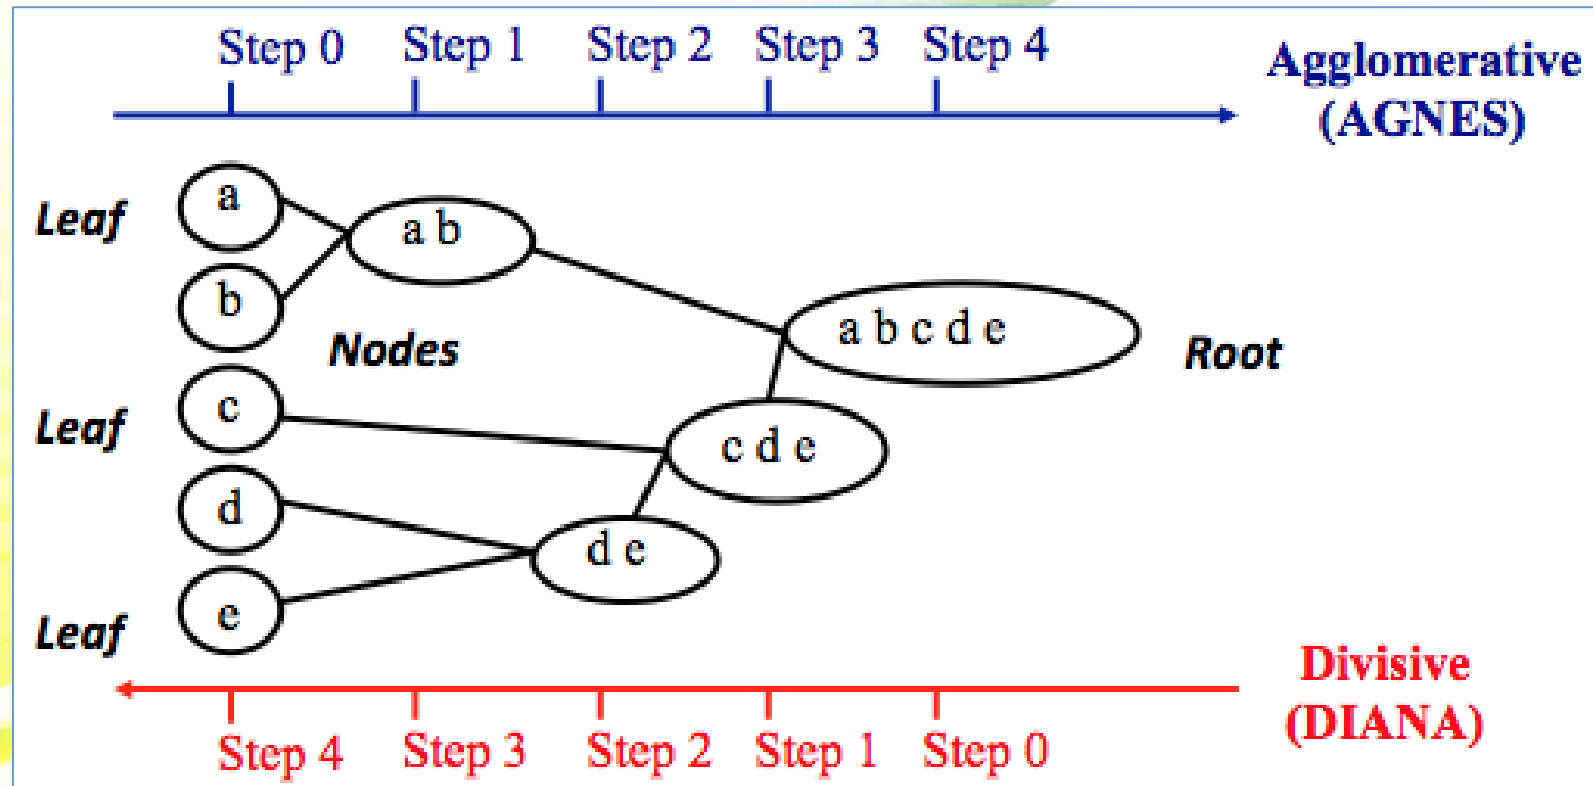 Step 0 Step 1 Step 2 Step 3 Step 4
Agglomerative
(AGNES)
Leaf
a
a b
b
Nodes
a b c d e
Root
Leaf
c
c d e
d
d e
Leaf
e
Divisive
(DIANA)
Step 4 Step 3 Step 2 Step 1 Step 0